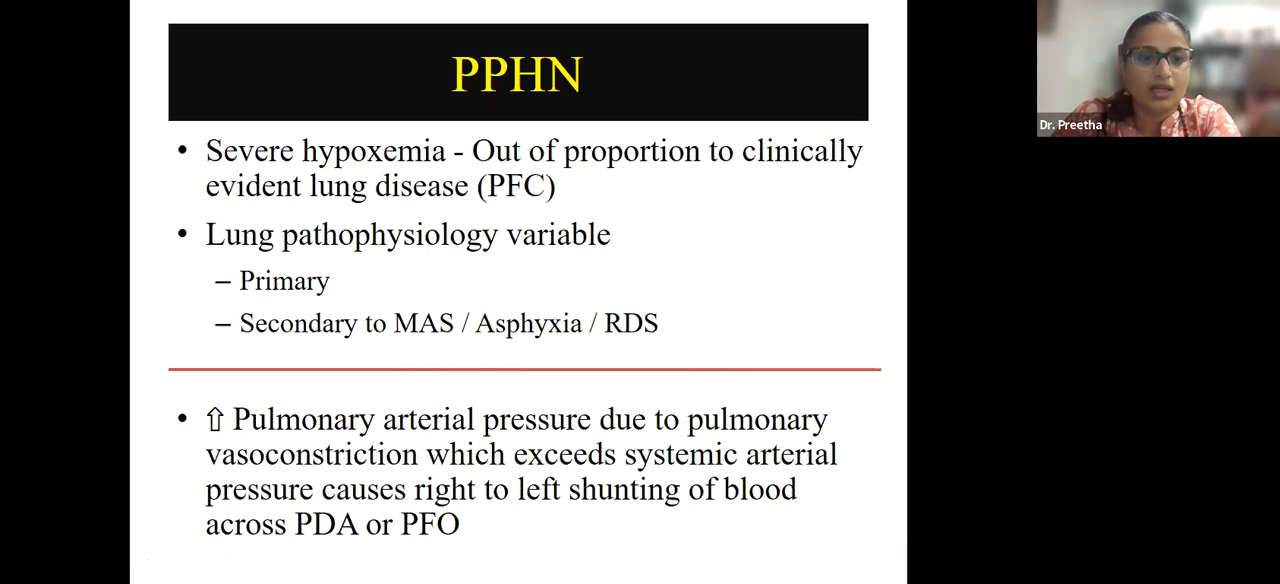 PPHN
• Severe hypoxemia - Out of proportion to clinically
evident lung disease (PFC)
• Lung pathophysiology variable
– Primary
– Secondary to MAS / Asphyxia / RDS
• ⇧ Pulmonary arterial pressure due to pulmonary
vasoconstriction which exceeds systemic arterial
pressure causes right to left shunting of blood
across PDA or PFO
Dr. Preetha